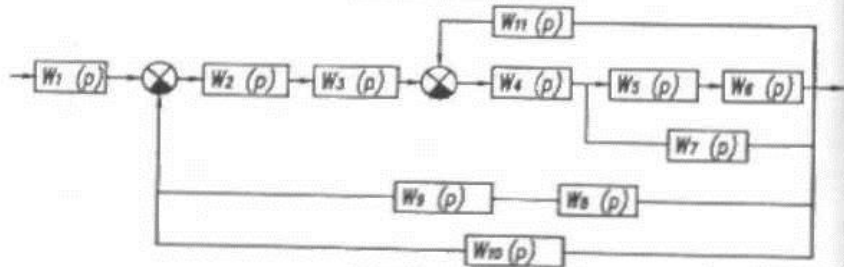 W11 (p)
W1 (p)
W2 (p)
W3 (p)
W4 (p)
W5 (p)
W6 (p)
W7 (p)
W9 (p)
W8 (p)
W10 (p)